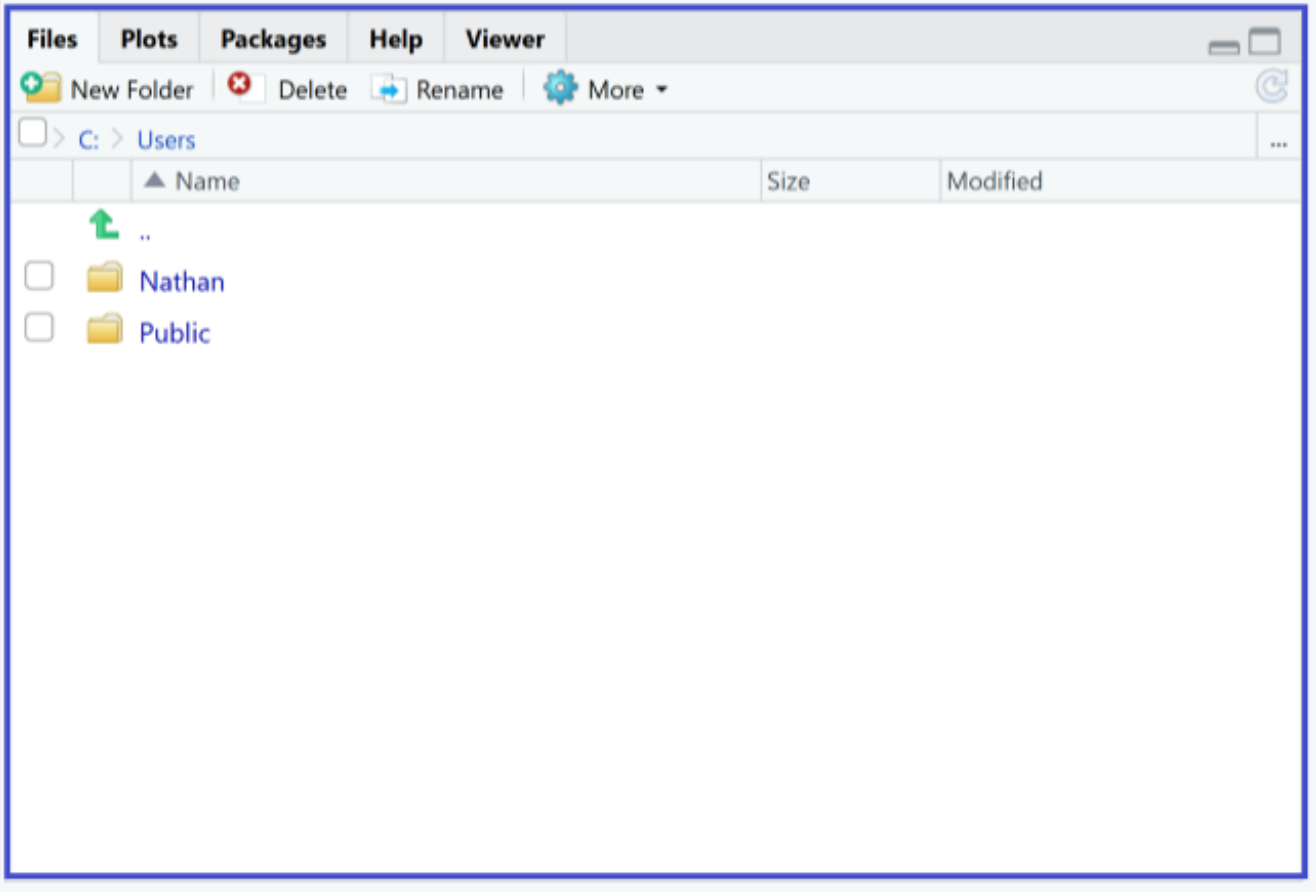 Files Plots Packages Help Viewer
New Folder Delete Rename More
C: > Users ...
Name Size Modified
..
Nathan
Public